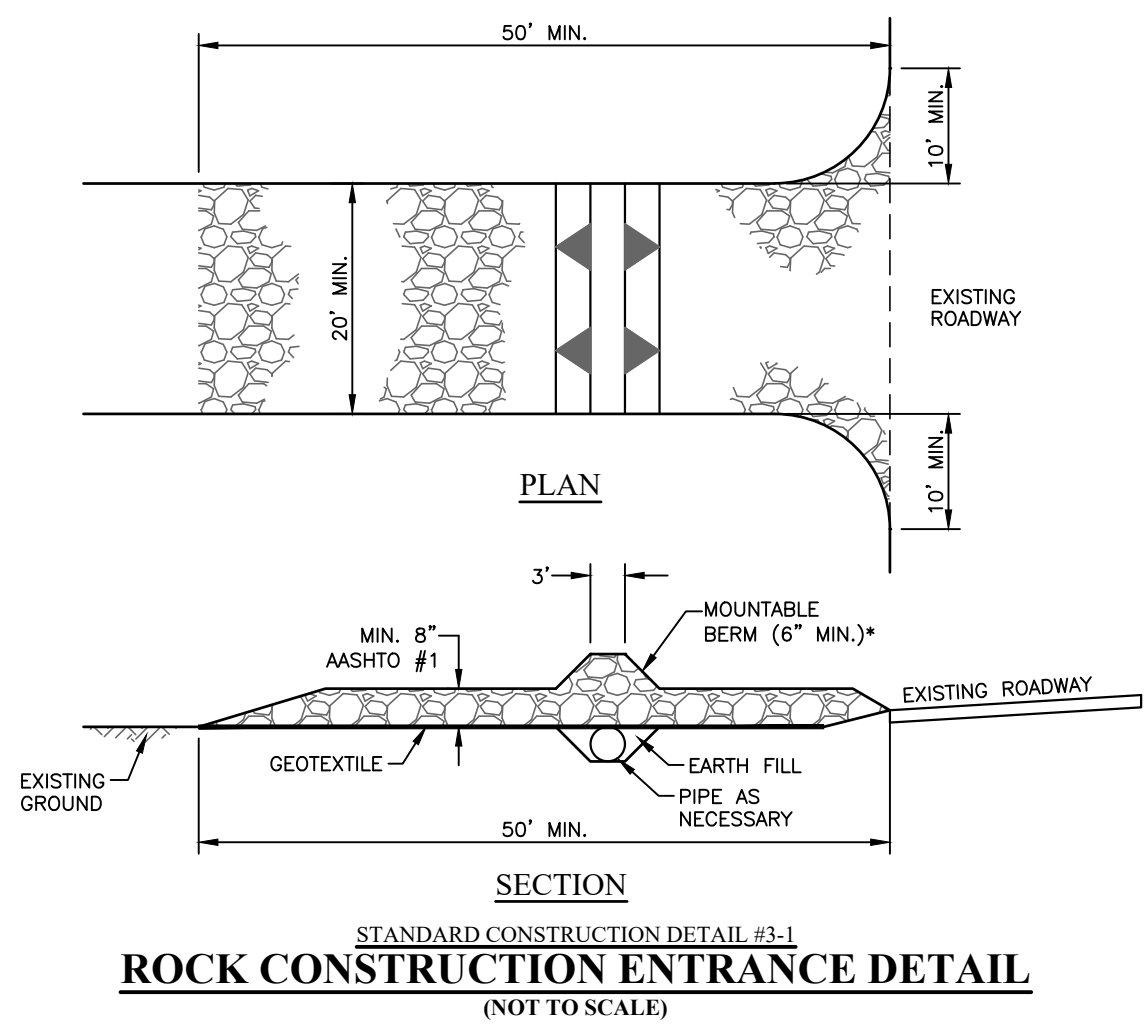 50' MIN.
10' MIN.
20' MIN.
EXISTING
ROADWAY
10' MIN.
PLAN
3'
MOUNTABLE
BERM (6" MIN.)*
MIN. 8"
AASHTO #1
EXISTING ROADWAY
GEOTEXTILE
EARTH FILL
EXISTING
GROUND
PIPE AS
NECESSARY
50' MIN.
SECTION
STANDARD CONSTRUCTION DETAIL #3-1
ROCK CONSTRUCTION ENTRANCE DETAIL
(NOT TO SCALE)